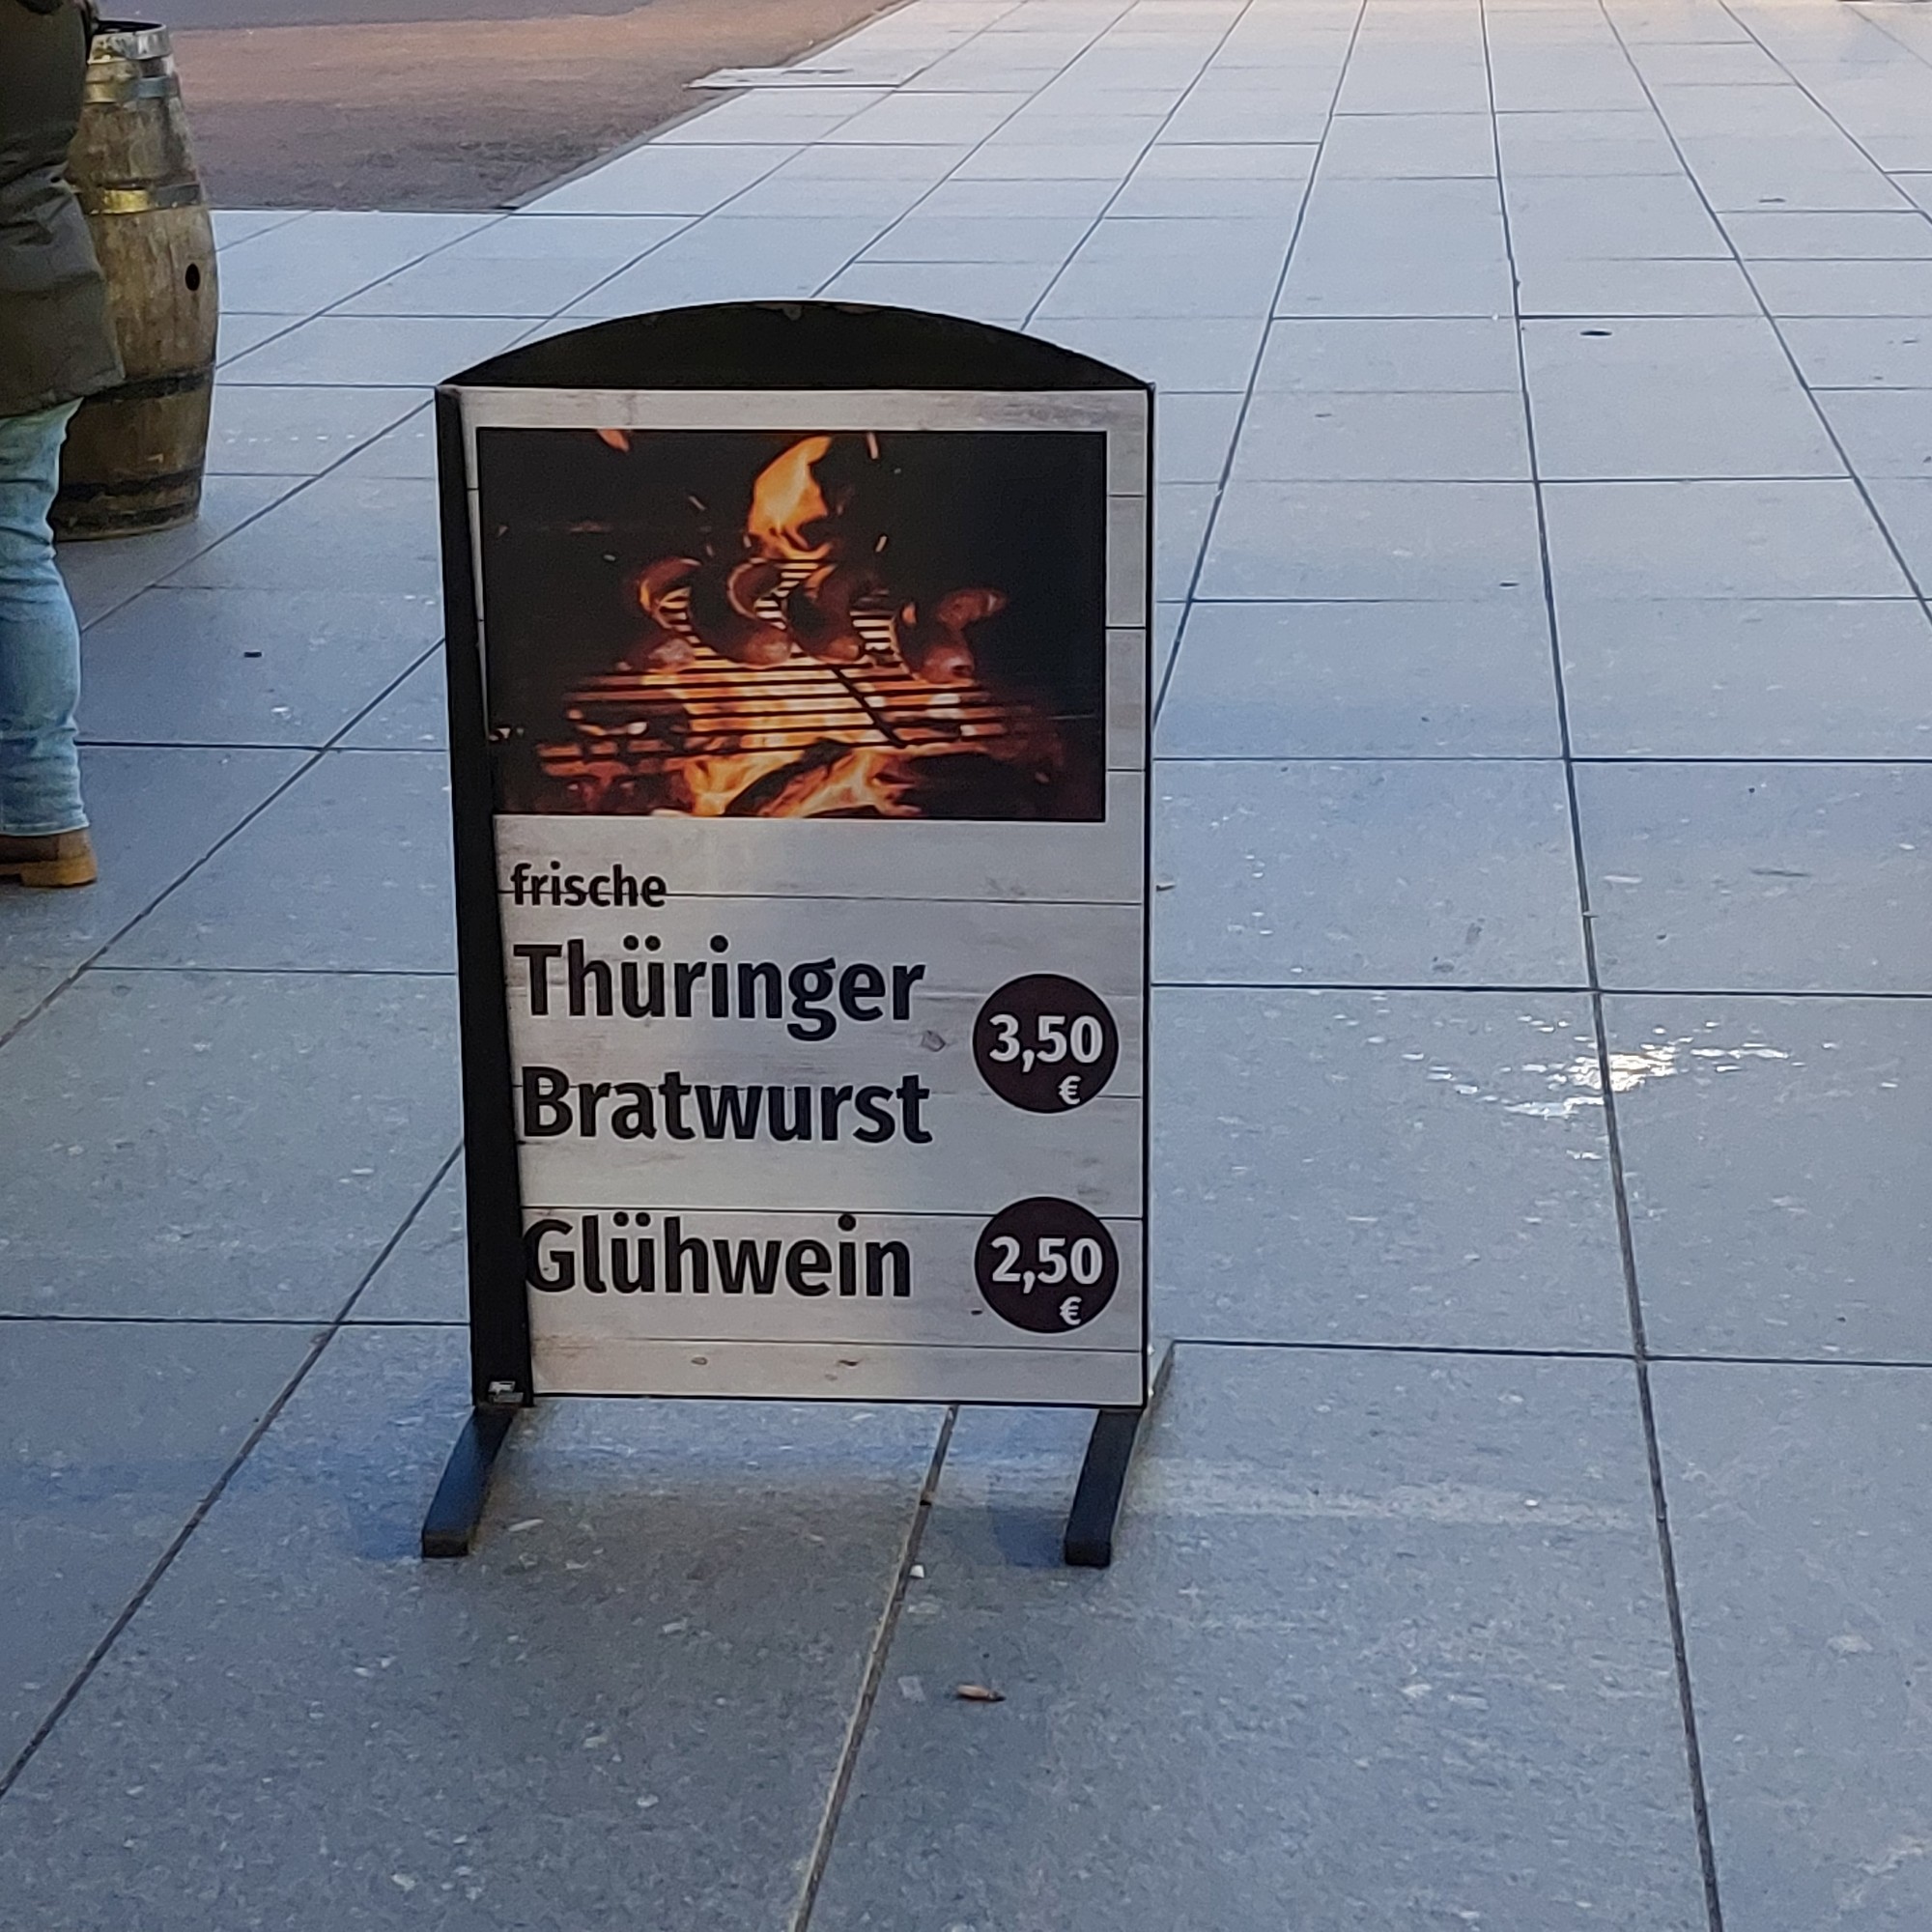 frische
Thüringer
Bratwurst
3,50
€
Glühwein
2,50
€